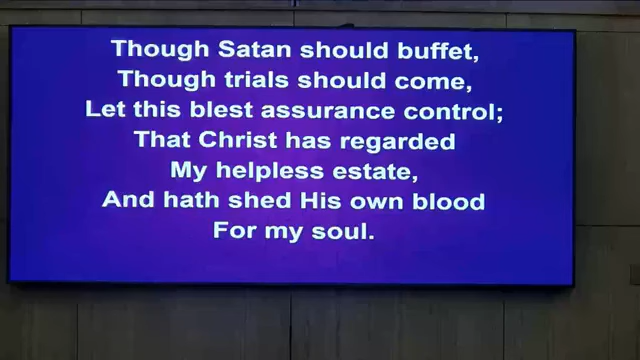 Though Satan should buffet,
Though trials should come,
Let this blest assurance control;
That Christ has regarded
My helpless estate,
And hath shed His own blood
For my soul.